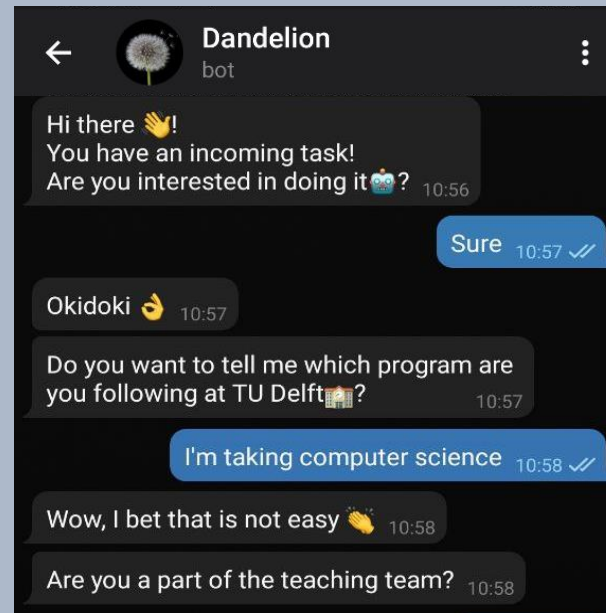 Dandelion
bot
Hi there 👋!
You have an incoming task!
Are you interested in doing it🤖? 10:56
Sure 10:57
Okidoki 👌 10:57
Do you want to tell me which program are
you following at TU Delft🏫? 10:57
I'm taking computer science 10:58
Wow, I bet that is not easy 👏 10:58
Are you a part of the teaching team? 10:58